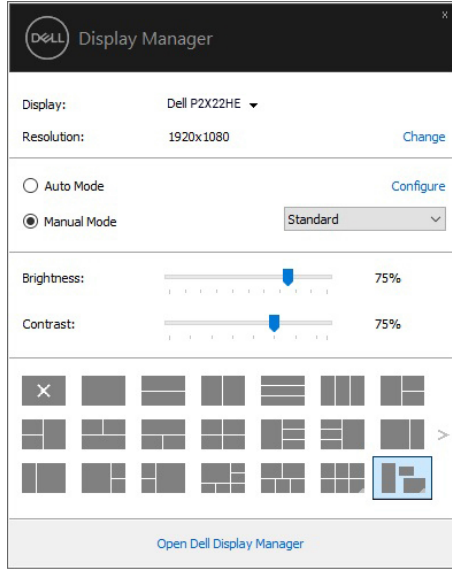 x
DELL Display Manager
Display: Dell P2X22HE
Resolution: 1920x1080 Change
Auto Mode Configure
Manual Mode Standard
Brightness: 75%
Contrast: 75%
Open Dell Display Manager